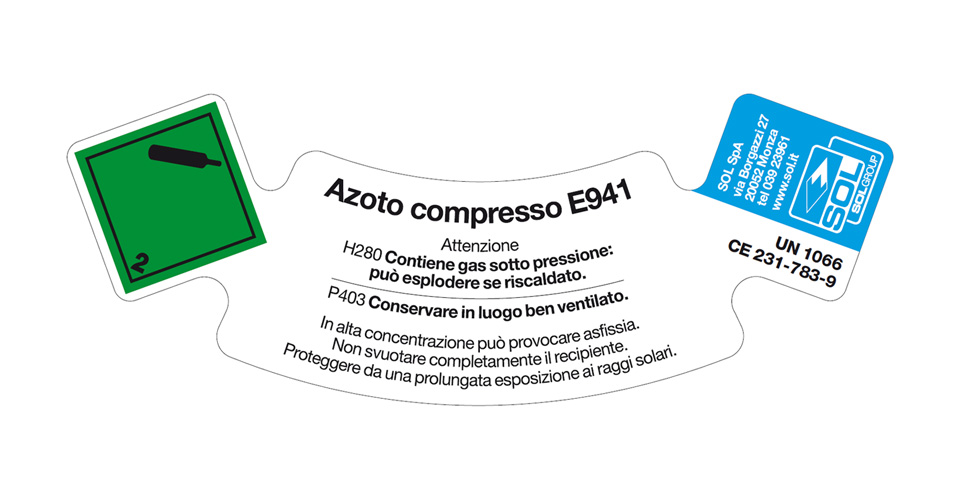 2
Azoto compresso E941
Attenzione
H280 Contiene gas sotto pressione:
può esplodere se riscaldato.
P403 Conservare in luogo ben ventilato.
In alta concentrazione può provocare asfissia.
Non svuotare completamente il recipiente.
Proteggere da una prolungata esposizione ai raggi solari.
SOL SpA
via Borgazzi 27
20052 Monza
tel 039 23961
www.sol.it
SOL
SOLGROUP
UN 1066
CE 231-783-9